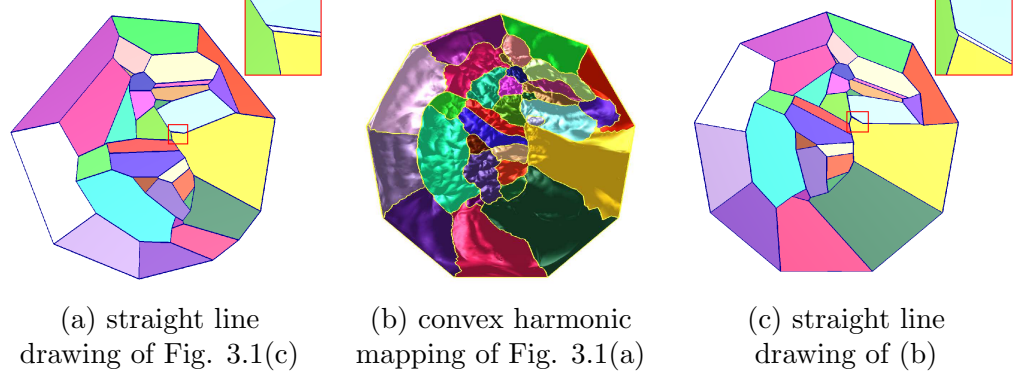 (a) straight line
drawing of Fig. 3.1(c)
(b) convex harmonic
mapping of Fig. 3.1(a)
(c) straight line
drawing of (b)